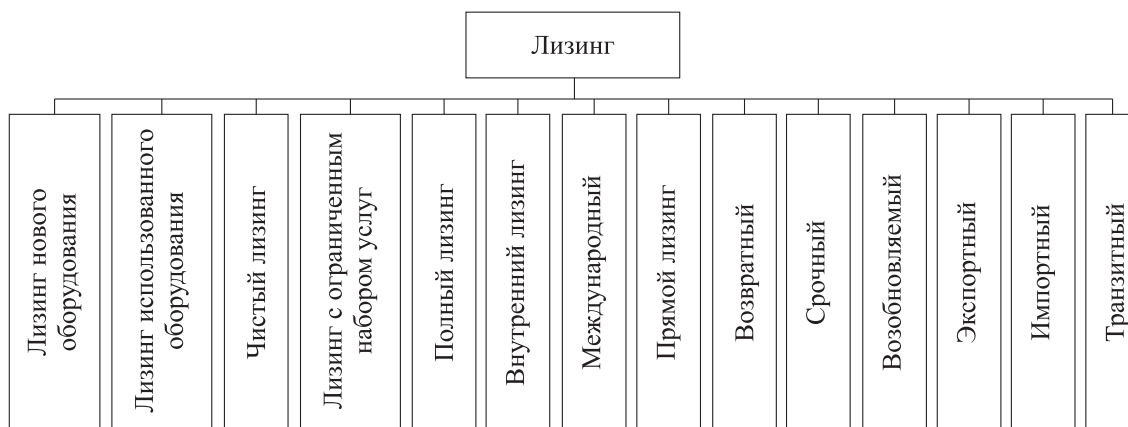 Лизинг
Лизинг нового
оборудования
Лизинг использованного
оборудования
Чистый лизинг
Лизинг с ограниченным
набором услуг
Полный лизинг
Внутренний лизинг
Международный
Прямой лизинг
Возвратный
Срочный
Возобновляемый
Экспортный
Импортный
Транзитный